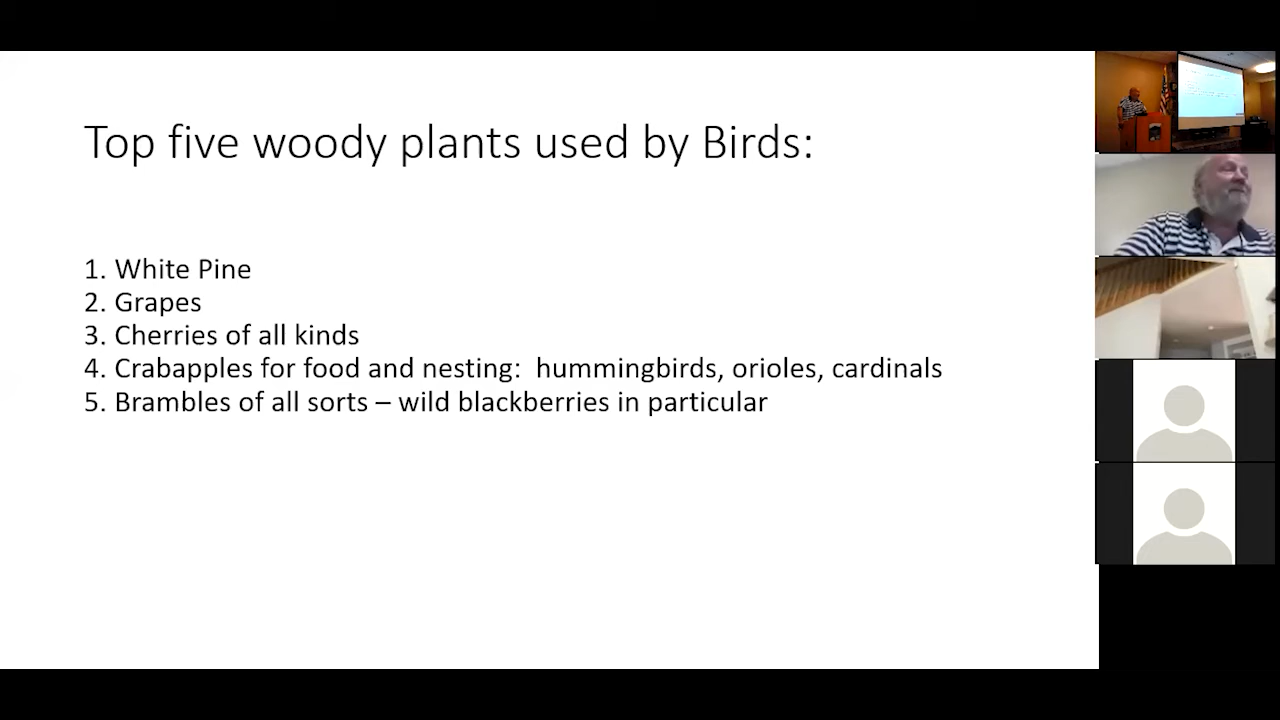 Top five woody plants used by Birds:
1. White Pine
2. Grapes
3. Cherries of all kinds
4. Crabapples for food and nesting:  hummingbirds, orioles, cardinals
5. Brambles of all sorts – wild blackberries in particular